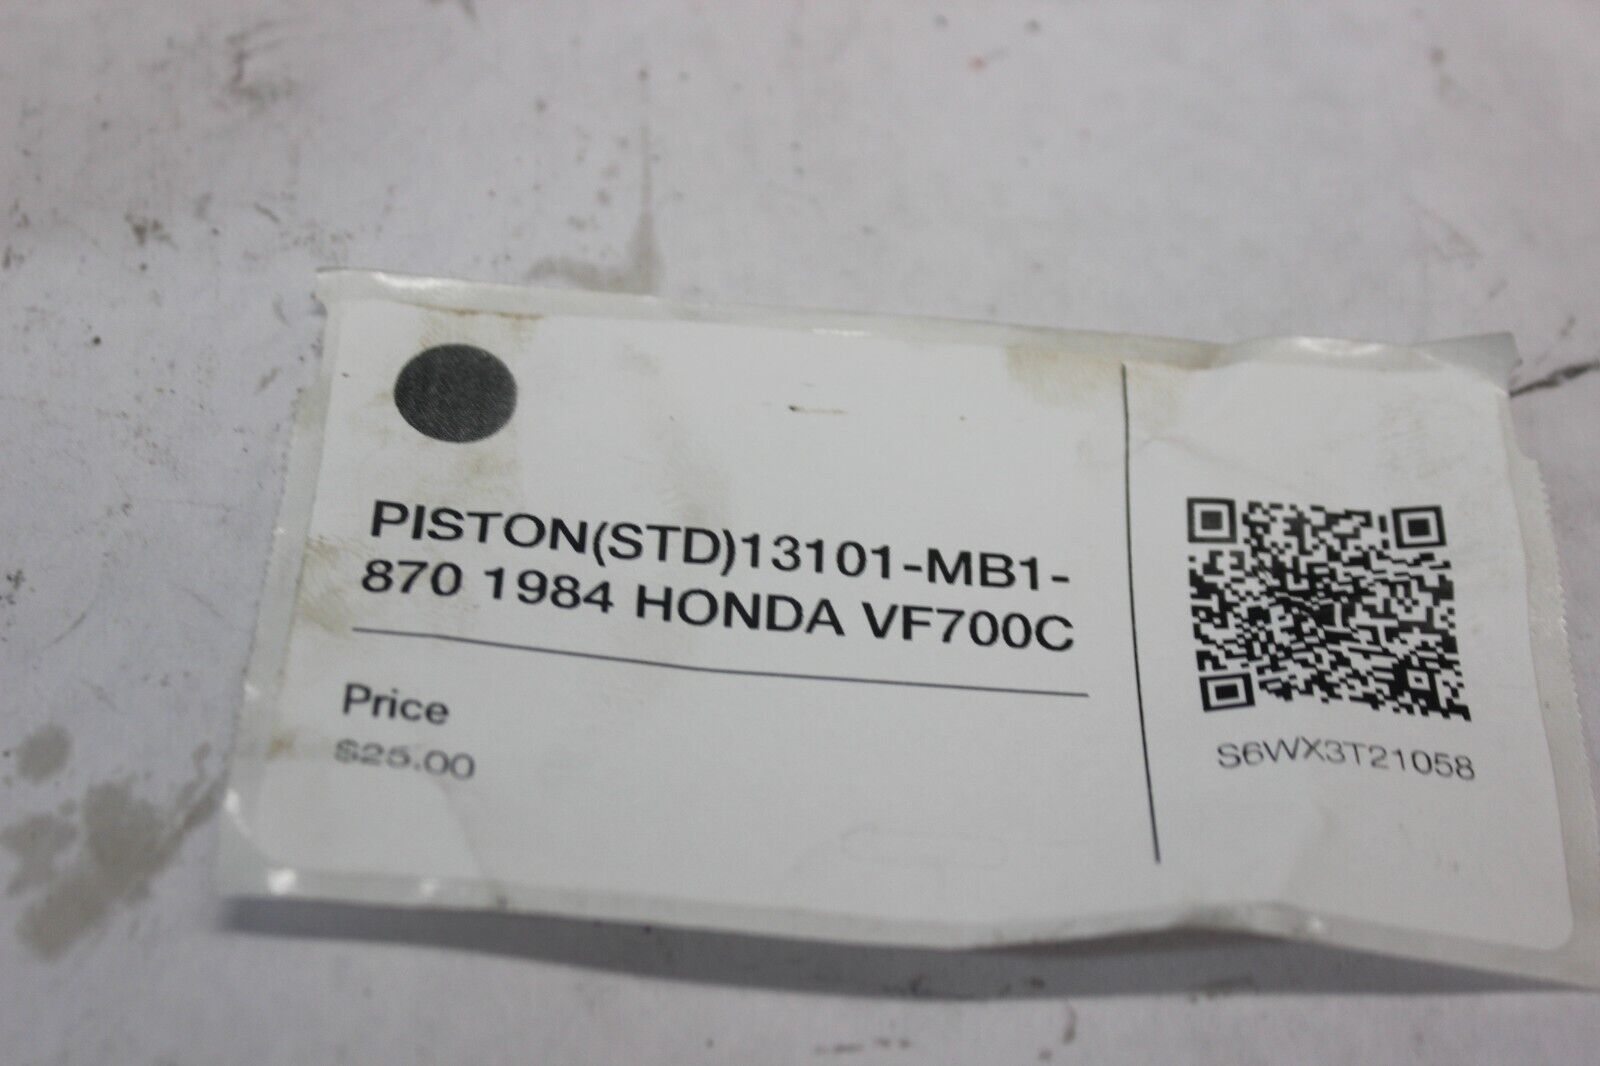 PISTON(STD)13101-MB1-
870 1984 HONDA VF700C
Price
$25.00
S6WX3T21058